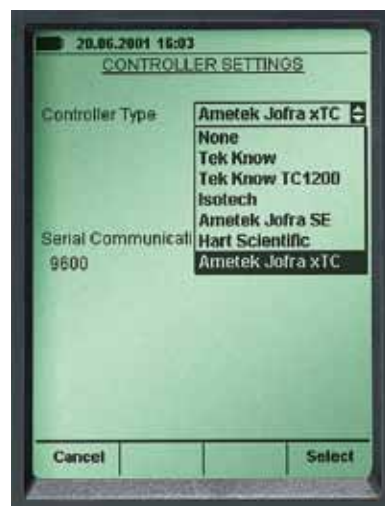 20.06.2001 16:03
CONTROLLER SETTINGS
Controller Type Ametek Jofra xTC
None
Tek Know
Tek Know TC1200
Isotech
Ametek Jofra SE
Serial Communicati Hart Scientific
9600 Ametek Jofra xTC
Cancel Select